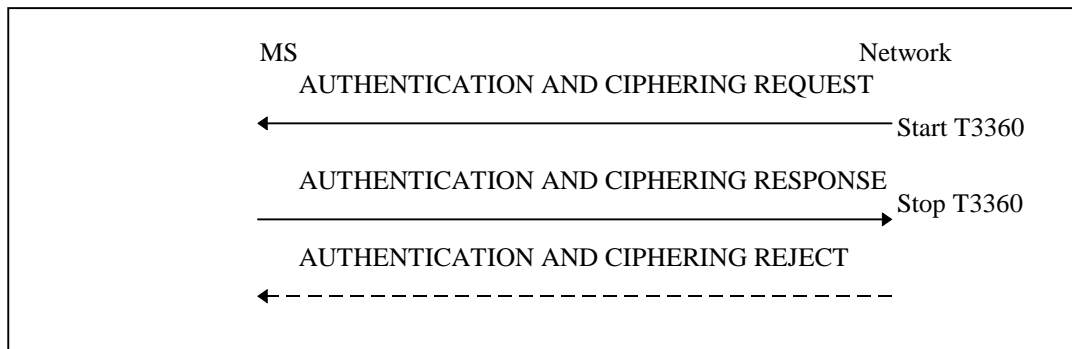 MS Network
AUTHENTICATION AND CIPHERING REQUEST
Start T3360
AUTHENTICATION AND CIPHERING RESPONSE
Stop T3360
AUTHENTICATION AND CIPHERING REJECT